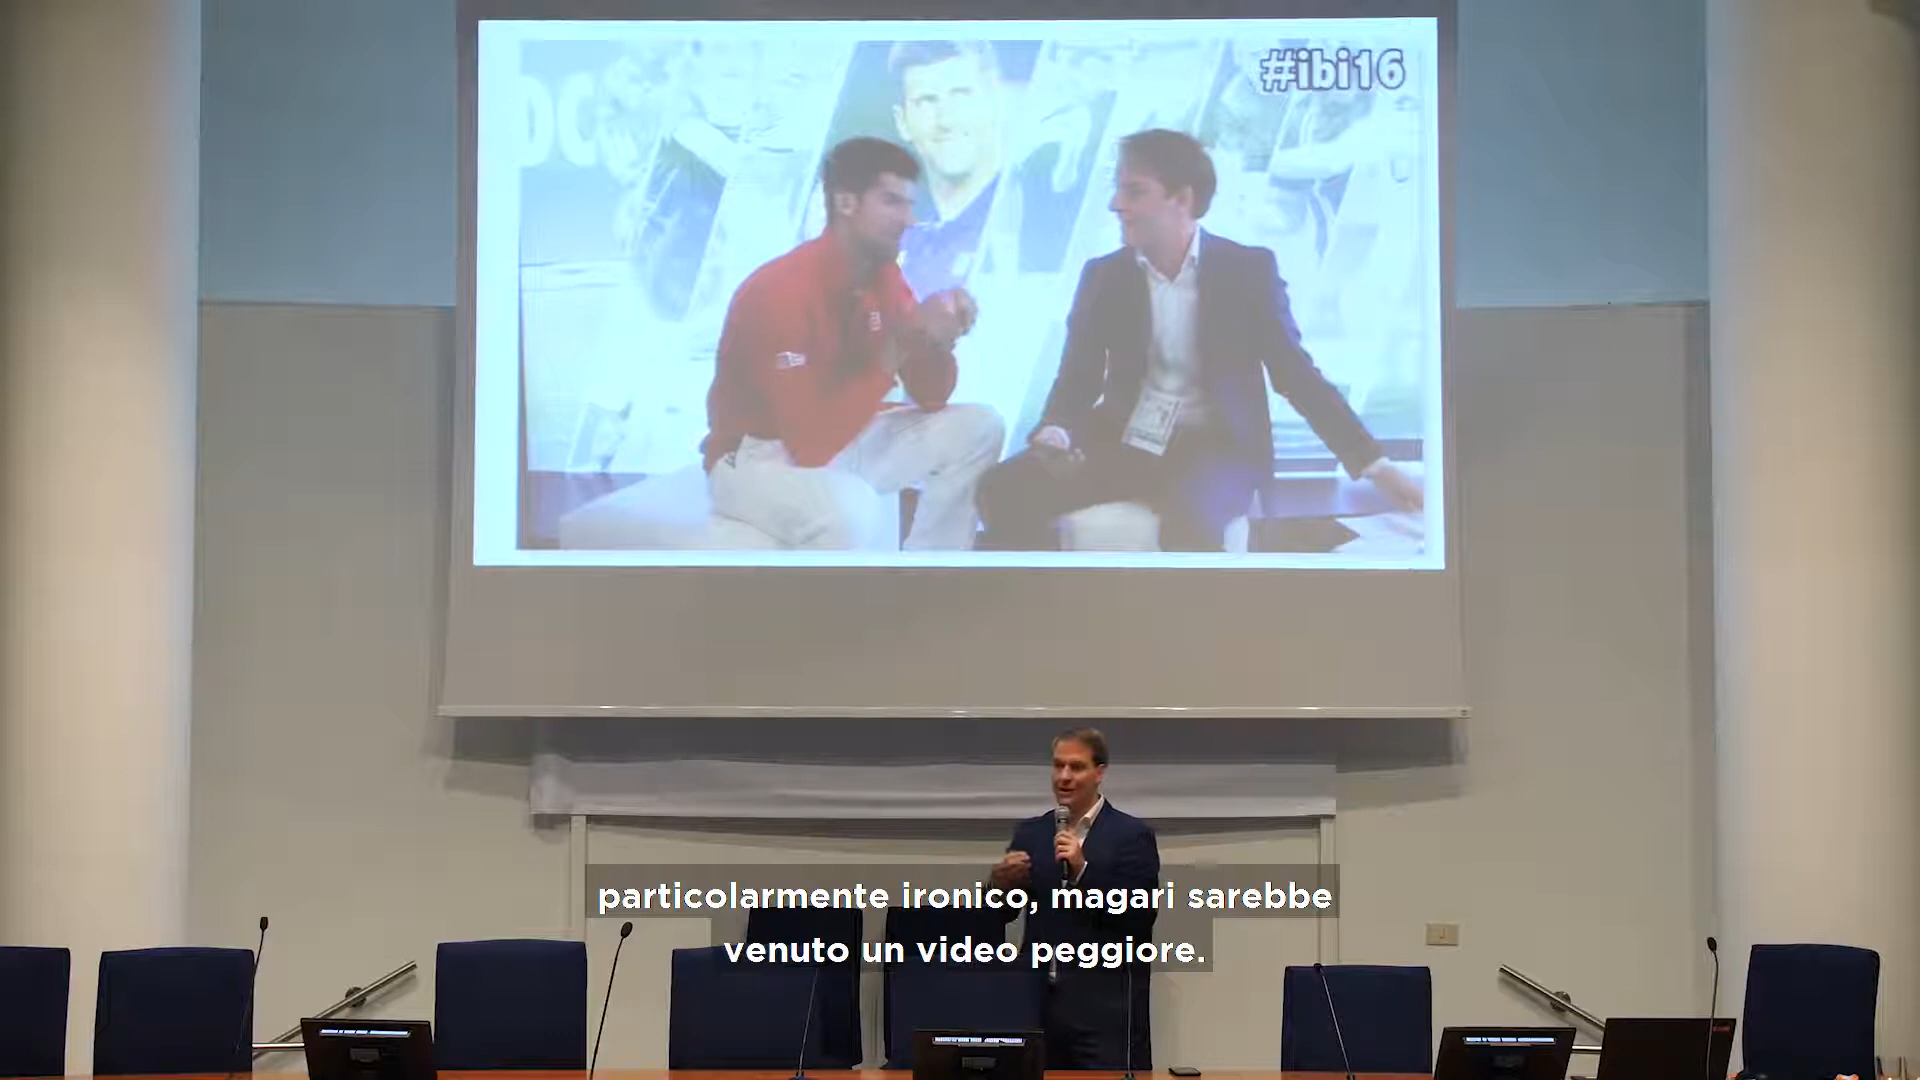 #ibi16
particolarmente ironico, magari sarebbe
venuto un video peggiore.